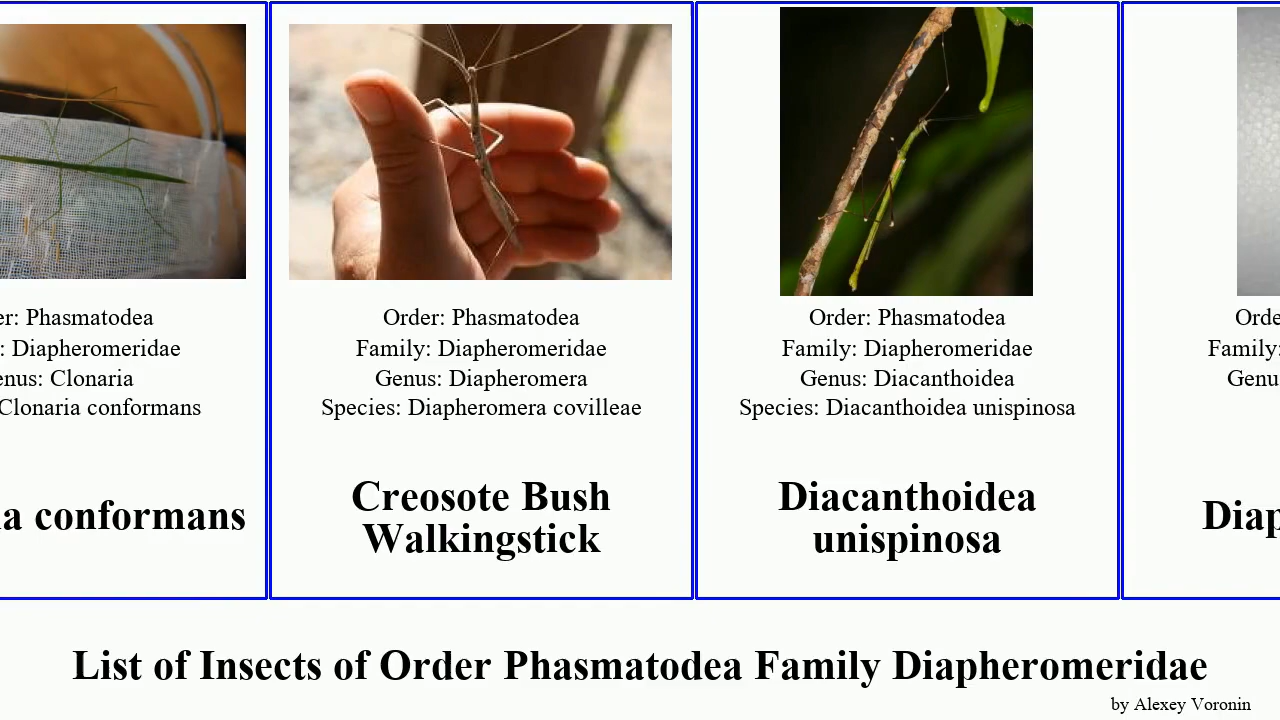 er: Phasmatodea
: Diapheromeridae
enus: Clonaria
Clonaria conformans
a conformans
Order: Phasmatodea
Family: Diapheromeridae
Genus: Diapheromera
Species: Diapheromera covilleae
Creosote Bush
Walkingstick
Order: Phasmatodea
Family: Diapheromeridae
Genus: Diacanthoidea
Species: Diacanthoidea unispinosa
Diacanthoidea
unispinosa
Orde
Family:
Genu
Diap
List of Insects of Order Phasmatodea Family Diapheromeridae
by Alexey Voronin